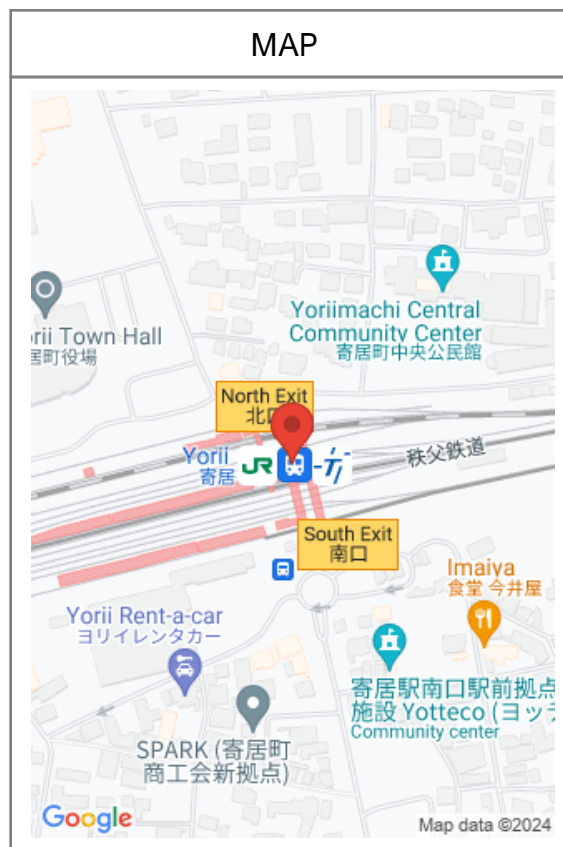 MAP
Yoriimachi Central
Community Center
寄居町中央公民館
rii Town Hall
居町役場
North Exit
北口
Yorii
寄居
JR
秩父鉄道
South Exit
南口
Imaiya
食堂 今井屋
Yorii Rent-a-car
ヨリイレンタカー
寄居駅南口駅前拠点
施設 Yotteco (ヨッテ
Community center
SPARK (寄居町
商工会新拠点)
Google
Map data ©2024